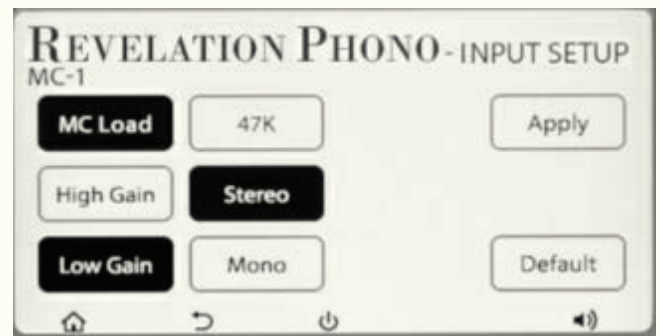 REVELATION PHONO - INPUT SETUP
MC-1
MC Load 47K Apply
High Gain Stereo
Low Gain Mono Default